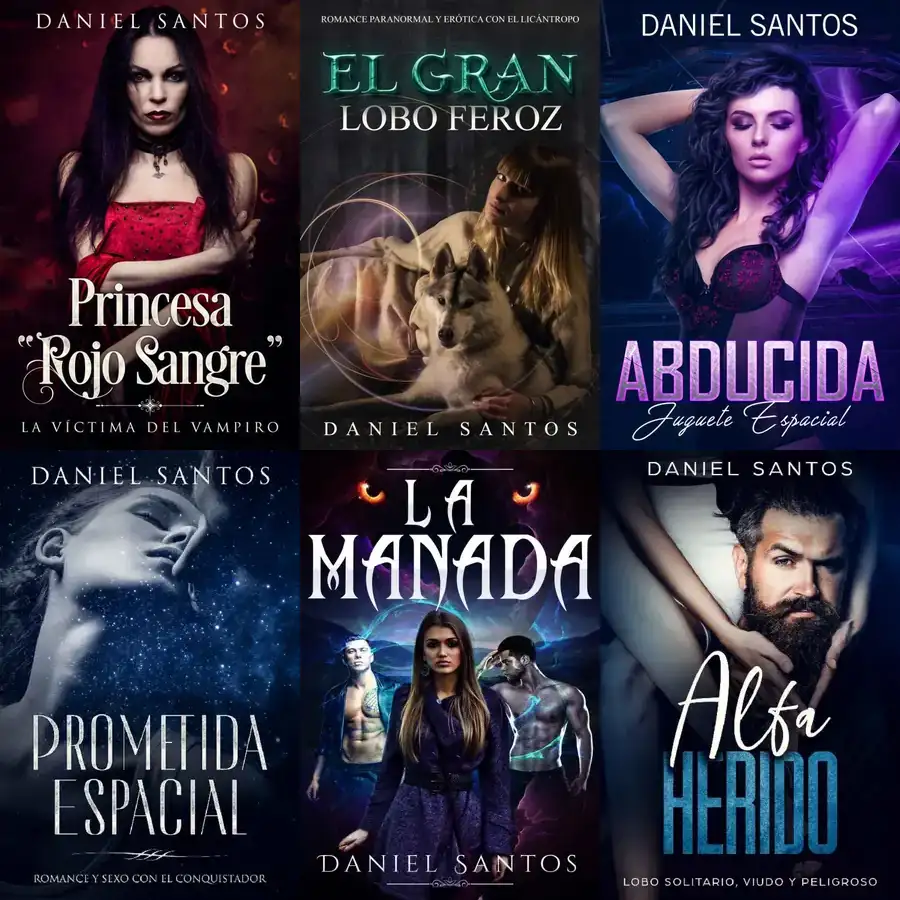 DANIEL SANTOS
Princesa
"Rojo Sangre"
LA VÍCTIMA DEL VAMPIRO
ROMANCE PARANORMAL Y ERÓTICA CON EL LICÁNTROPO
EL GRAN
LOBO FEROZ
DANIEL SANTOS
DANIEL SANTOS
ABDUCIDA
Juguete Espacial
DANIEL SANTOS
PROMETIDA
ESPACIAL
ROMANCE Y SEXO CON EL CONQUISTADOR
LA
MANADA
DANIEL SANTOS
DANIEL SANTOS
Alfa
HERIDO
LOBO SOLITARIO, VIUDO Y PELIGROSO